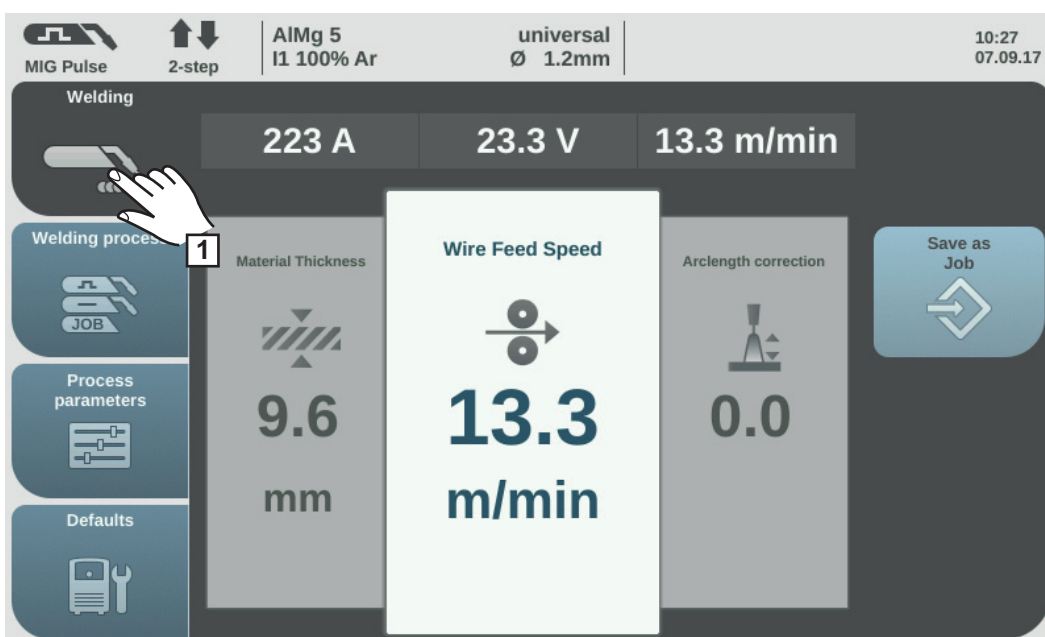 MIG Pulse
2-step
AlMg 5
I1 100% Ar
universal
Ø 1.2mm
10:27
07.09.17
Welding
223 A
23.3 V
13.3 m/min
1
Welding process
JOB
Process
parameters
Defaults
Material Thickness
9.6
mm
Wire Feed Speed
13.3
m/min
Arclength correction
0.0
Save as
Job